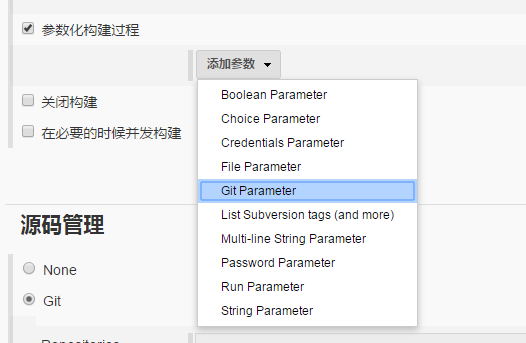 参数化构建过程
添加参数
Boolean Parameter
Choice Parameter
Credentials Parameter
File Parameter
Git Parameter
List Subversion tags (and more)
Multi-line String Parameter
Password Parameter
Run Parameter
String Parameter
关闭构建
在必要的时候并发构建
源码管理
None
Git
Repositories